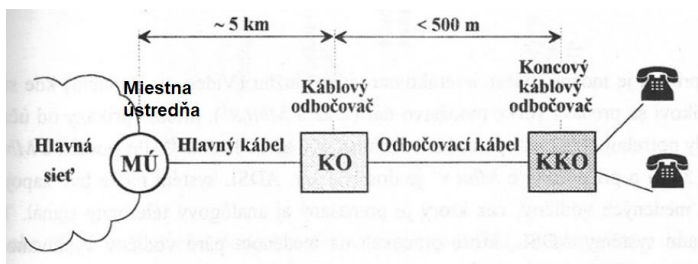 ~ 5 km
< 500 m
Miestna
ústredňa
Káblový
odbočovač
Koncový
káblový
odbočovač
Hlavná
sieť
MÚ
Hlavný kábel
KO
Odbočovací kábel
KKO